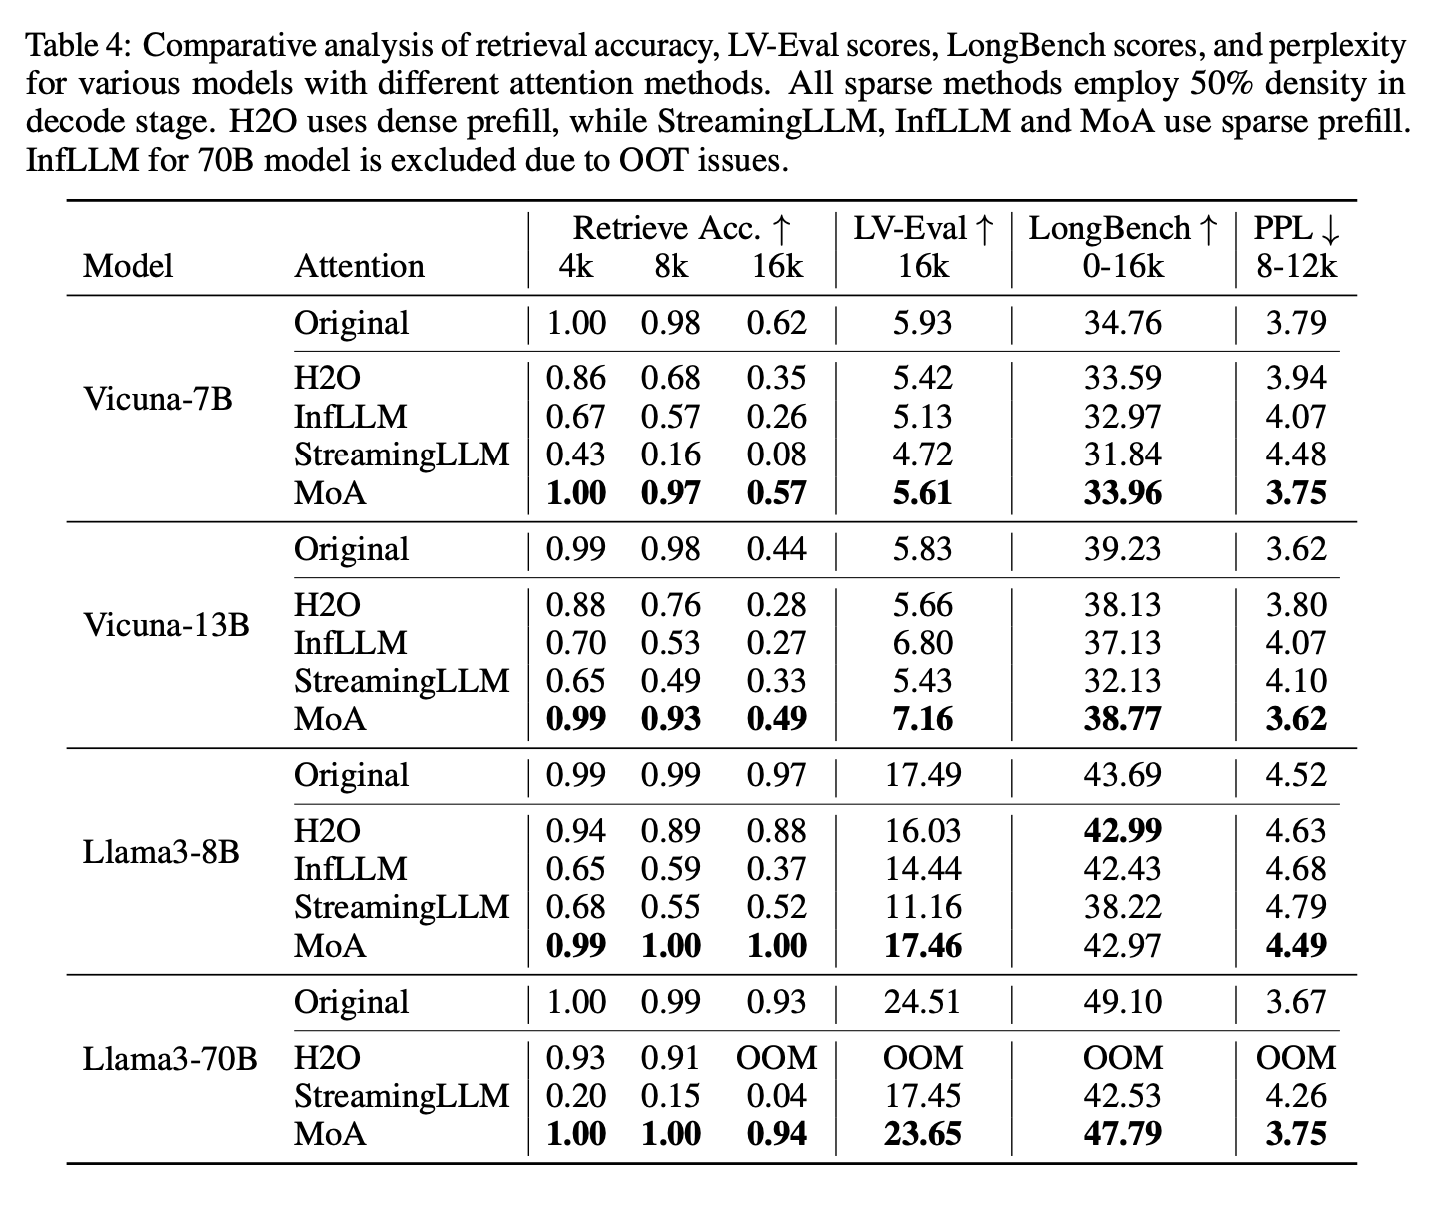 Table 4: Comparative analysis of retrieval accuracy, LV-Eval scores, LongBench scores, and perplexity
for various models with different attention methods. All sparse methods employ 50% density in
decode stage. H2O uses dense prefill, while StreamingLLM, InfLLM and MoA use sparse prefill.
InfLLM for 70B model is excluded due to OOT issues.
Retrieve Acc. ↑ LV-Eval ↑ LongBench ↑ PPL ↓
Model Attention 4k 8k 16k 16k 0-16k 8-12k
Original 1.00 0.98 0.62 5.93 34.76 3.79
H2O 0.86 0.68 0.35 5.42 33.59 3.94
Vicuna-7B
InfLLM 0.67 0.57 0.26 5.13 32.97 4.07
StreamingLLM 0.43 0.16 0.08 4.72 31.84 4.48
MoA 1.00 0.97 0.57 5.61 33.96 3.75
Original 0.99 0.98 0.44 5.83 39.23 3.62
H2O 0.88 0.76 0.28 5.66 38.13 3.80
Vicuna-13B
InfLLM 0.70 0.53 0.27 6.80 37.13 4.07
StreamingLLM 0.65 0.49 0.33 5.43 32.13 4.10
MoA 0.99 0.93 0.49 7.16 38.77 3.62
Original 0.99 0.99 0.97 17.49 43.69 4.52
H2O 0.94 0.89 0.88 16.03 42.99 4.63
Llama3-8B
InfLLM 0.65 0.59 0.37 14.44 42.43 4.68
StreamingLLM 0.68 0.55 0.52 11.16 38.22 4.79
MoA 0.99 1.00 1.00 17.46 42.97 4.49
Original 1.00 0.99 0.93 24.51 49.10 3.67
Llama3-70B H2O 0.93 0.91 OOM OOM OOM OOM
StreamingLLM 0.20 0.15 0.04 17.45 42.53 4.26
MoA 1.00 1.00 0.94 23.65 47.79 3.75